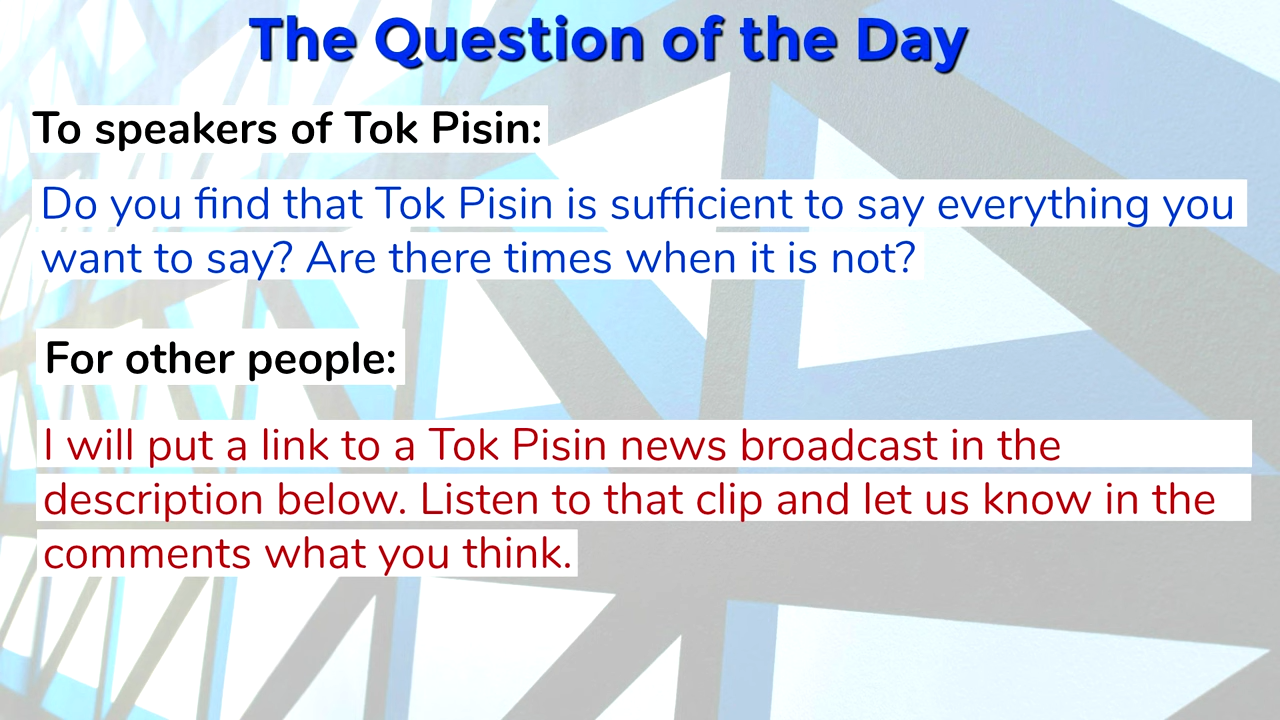 The Question of the Day
To speakers of Tok Pisin:
Do you find that Tok Pisin is sufficient to say everything you
want to say? Are there times when it is not?
For other people:
I will put a link to a Tok Pisin news broadcast in the
description below. Listen to that clip and let us know in the
comments what you think.